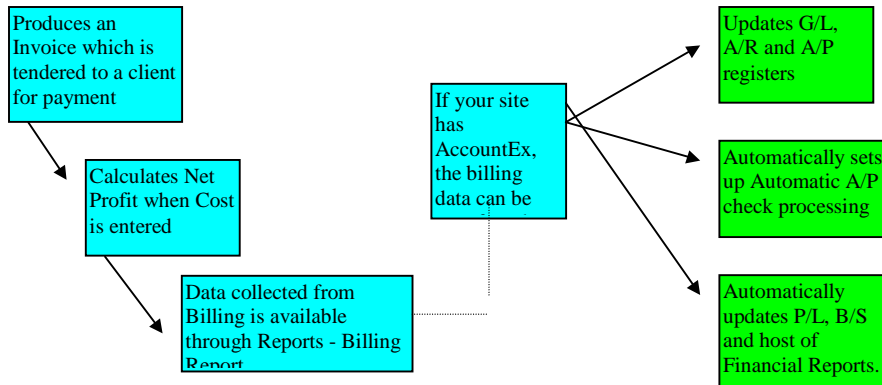 Produces an
Invoice which is
tendered to a client
for payment
Calculates Net
Profit when Cost
is entered
Data collected from
Billing is available
through Reports - Billing
Report
If your site
has
AccountEx,
the billing
data can be
Updates G/L,
A/R and A/P
registers
Automatically sets
up Automatic A/P
check processing
Automatically
updates P/L, B/S
and host of
Financial Reports.